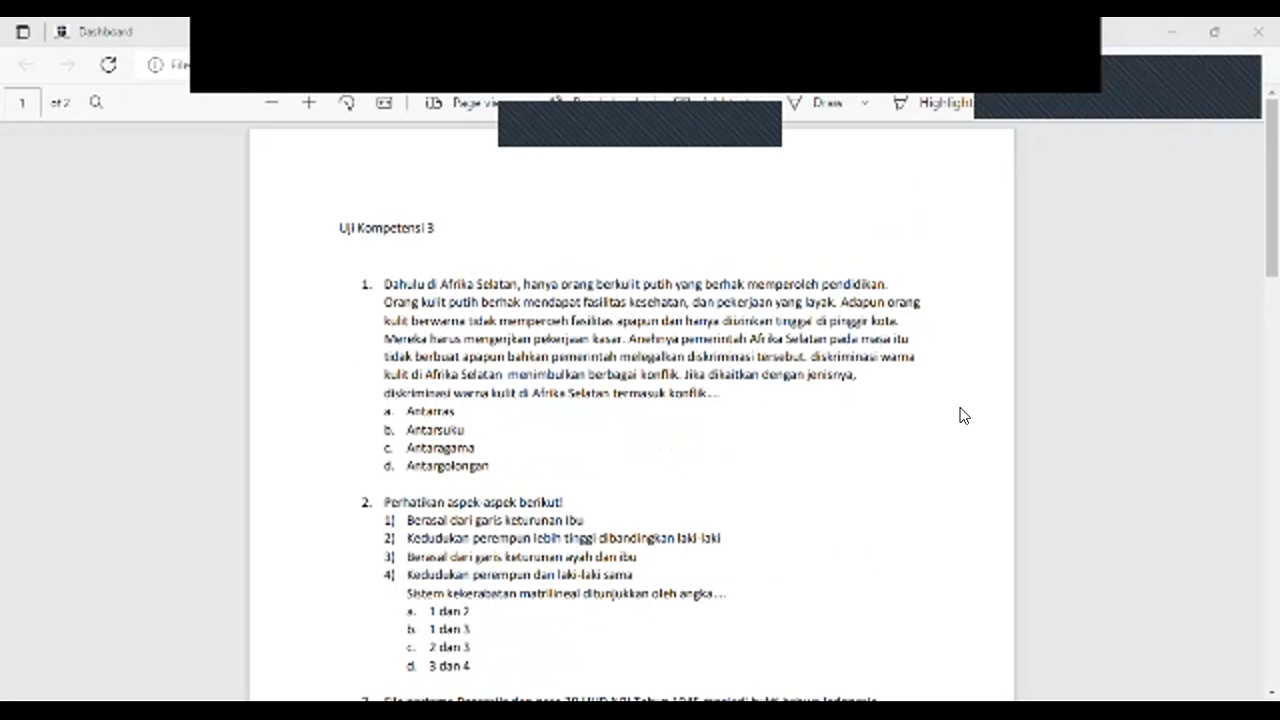 Dashboard
File
1 of 2
Page vie
Draw
Highlight
Uji Kompetensi 3
1. Dahulu di Afrika Selatan, hanya orang berkulit putih yang berhak memperoleh pendidikan.
Orang kulit putih berhak mendapat fasilitas kesehatan, dan pekerjaan yang layak. Adapun orang
kulit berwarna tidak memperoeh fasilitas apapun dan hanya diizinkan tinggal di pinggir kota.
Mereka harus mengerjkan pekerjaan kasar. Anehnya pemerintah Afrika Selatan pada masa itu
tidak berbuat apapun bahkan pemerintah melegalkan diskriminasi tersebut. diskriminasi warna
kulit di Afrika Selatan menimbulkan berbagai konflik. Jika dikaitkan dengan jenisnya,
diskriminasi warna kulit di Afrika Selatan termasuk konflik....
a. Antarras
b. Antarsuku
c. Antaragama
d. Antargolongan
2. Perhatikan aspek-aspek berikut!
1) Berasal dari garis keturunan ibu
2) Kedudukan perempun lebih tinggi dibandingkan laki-laki
3) Berasal dari garis keturunan ayah dan ibu
4) Kedudukan perempun dan laki-laki sama
Sistem kekerabatan matrilineal ditunjukkan oleh angka....
a. 1 dan 2
b. 1 dan 3
c. 2 dan 3
d. 3 dan 4